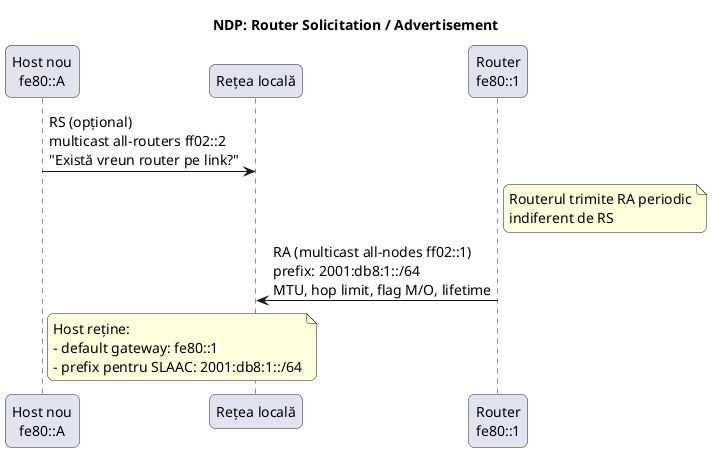 NDP: Router Solicitation / Advertisement
Host nou
fe80::A
Rețea locală
Router
fe80::1
RS (opțional)
multicast all-routers ff02::2
"Există vreun router pe link?"
Routerul trimite RA periodic
indiferent de RS
RA (multicast all-nodes ff02::1)
prefix: 2001:db8:1::/64
MTU, hop limit, flag M/O, lifetime
Host reține:
- default gateway: fe80::1
- prefix pentru SLAAC: 2001:db8:1::/64
Host nou
fe80::A
Rețea locală
Router
fe80::1